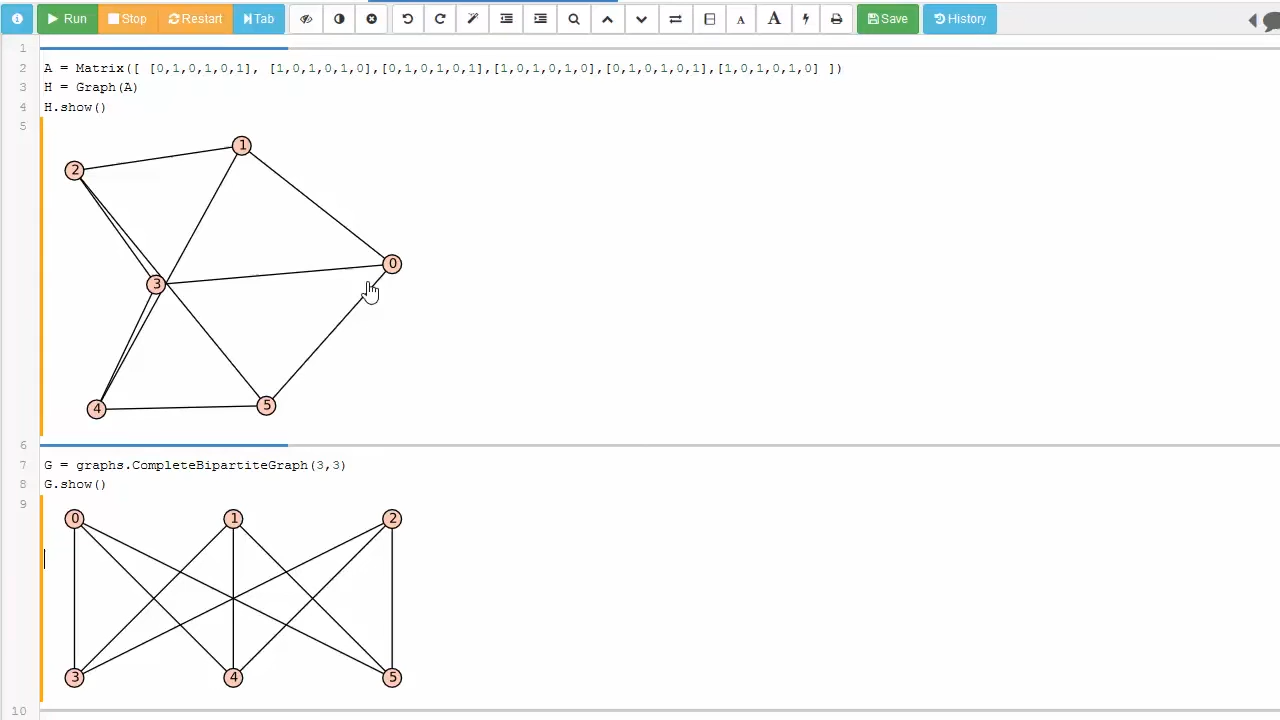 Run Stop Restart Tab A A Save History
1
2 A = Matrix([ [0,1,0,1,0,1], [1,0,1,0,1,0],[0,1,0,1,0,1],[1,0,1,0,1,0],[0,1,0,1,0,1],[1,0,1,0,1,0] ])
3 H = Graph(A)
4 H.show()
5
1
2
0
3
5
4
6
7 G = graphs.CompleteBipartiteGraph(3,3)
8 G.show()
9
0 1 2
3 4 5
10